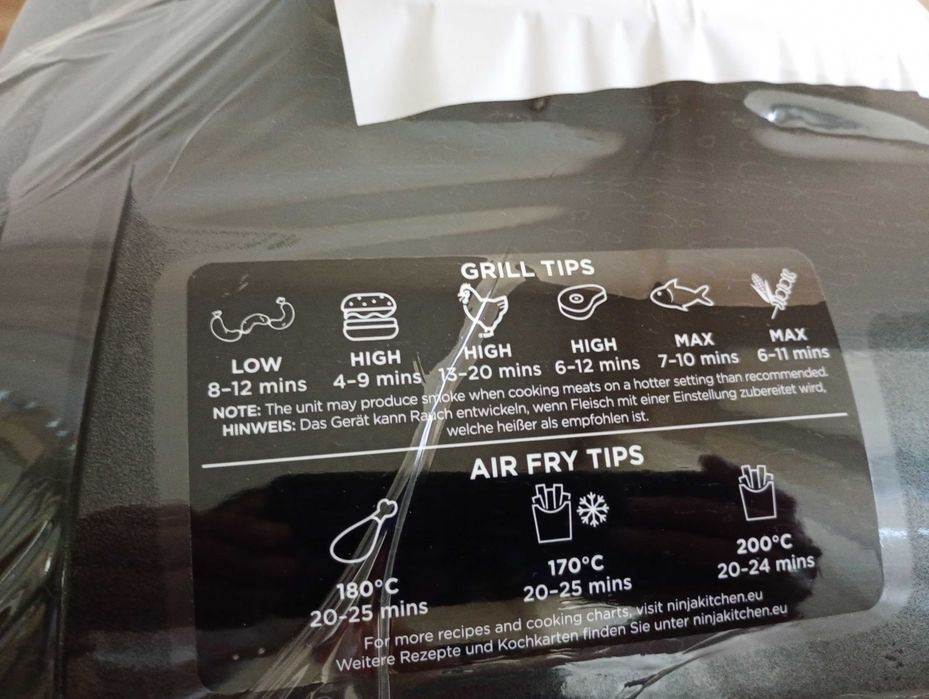 GRILL TIPS
LOW
8-12 mins
HIGH
4-9 mins
HIGH
13-20 mins
HIGH
6-12 mins
MAX
7-10 mins
MAX
6-11 mins
NOTE: The unit may produce smoke when cooking meats on a hotter setting than recommended.
HINWEIS: Das Gerät kann Rauch entwickeln, wenn Fleisch mit einer Einstellung zubereitet wird,
welche heißer als empfohlen ist.
AIR FRY TIPS
180°C
20-25 mins
170°C
20-25 mins
200°C
20-24 mins
For more recipes and cooking charts, visit ninjakitchen.eu
Weitere Rezepte und Kochkarten finden Sie unter ninjakitchen.eu